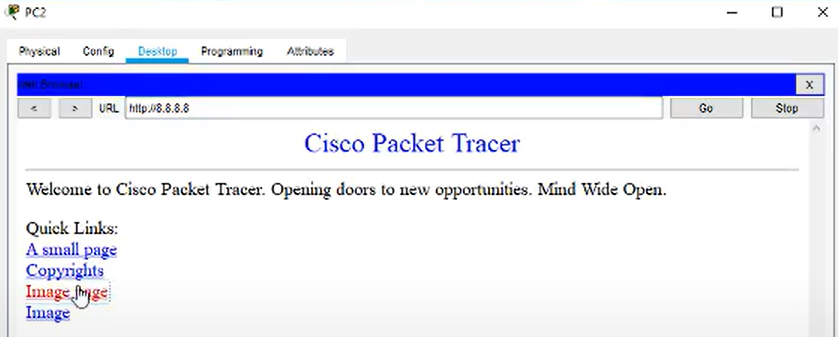 PC2
Physical Config Desktop Programming Attributes
Web Browser X
< > URL http://8.8.8.8 Go Stop
Cisco Packet Tracer
Welcome to Cisco Packet Tracer. Opening doors to new opportunities. Mind Wide Open.
Quick Links:
A small page
Copyrights
Image page
Image